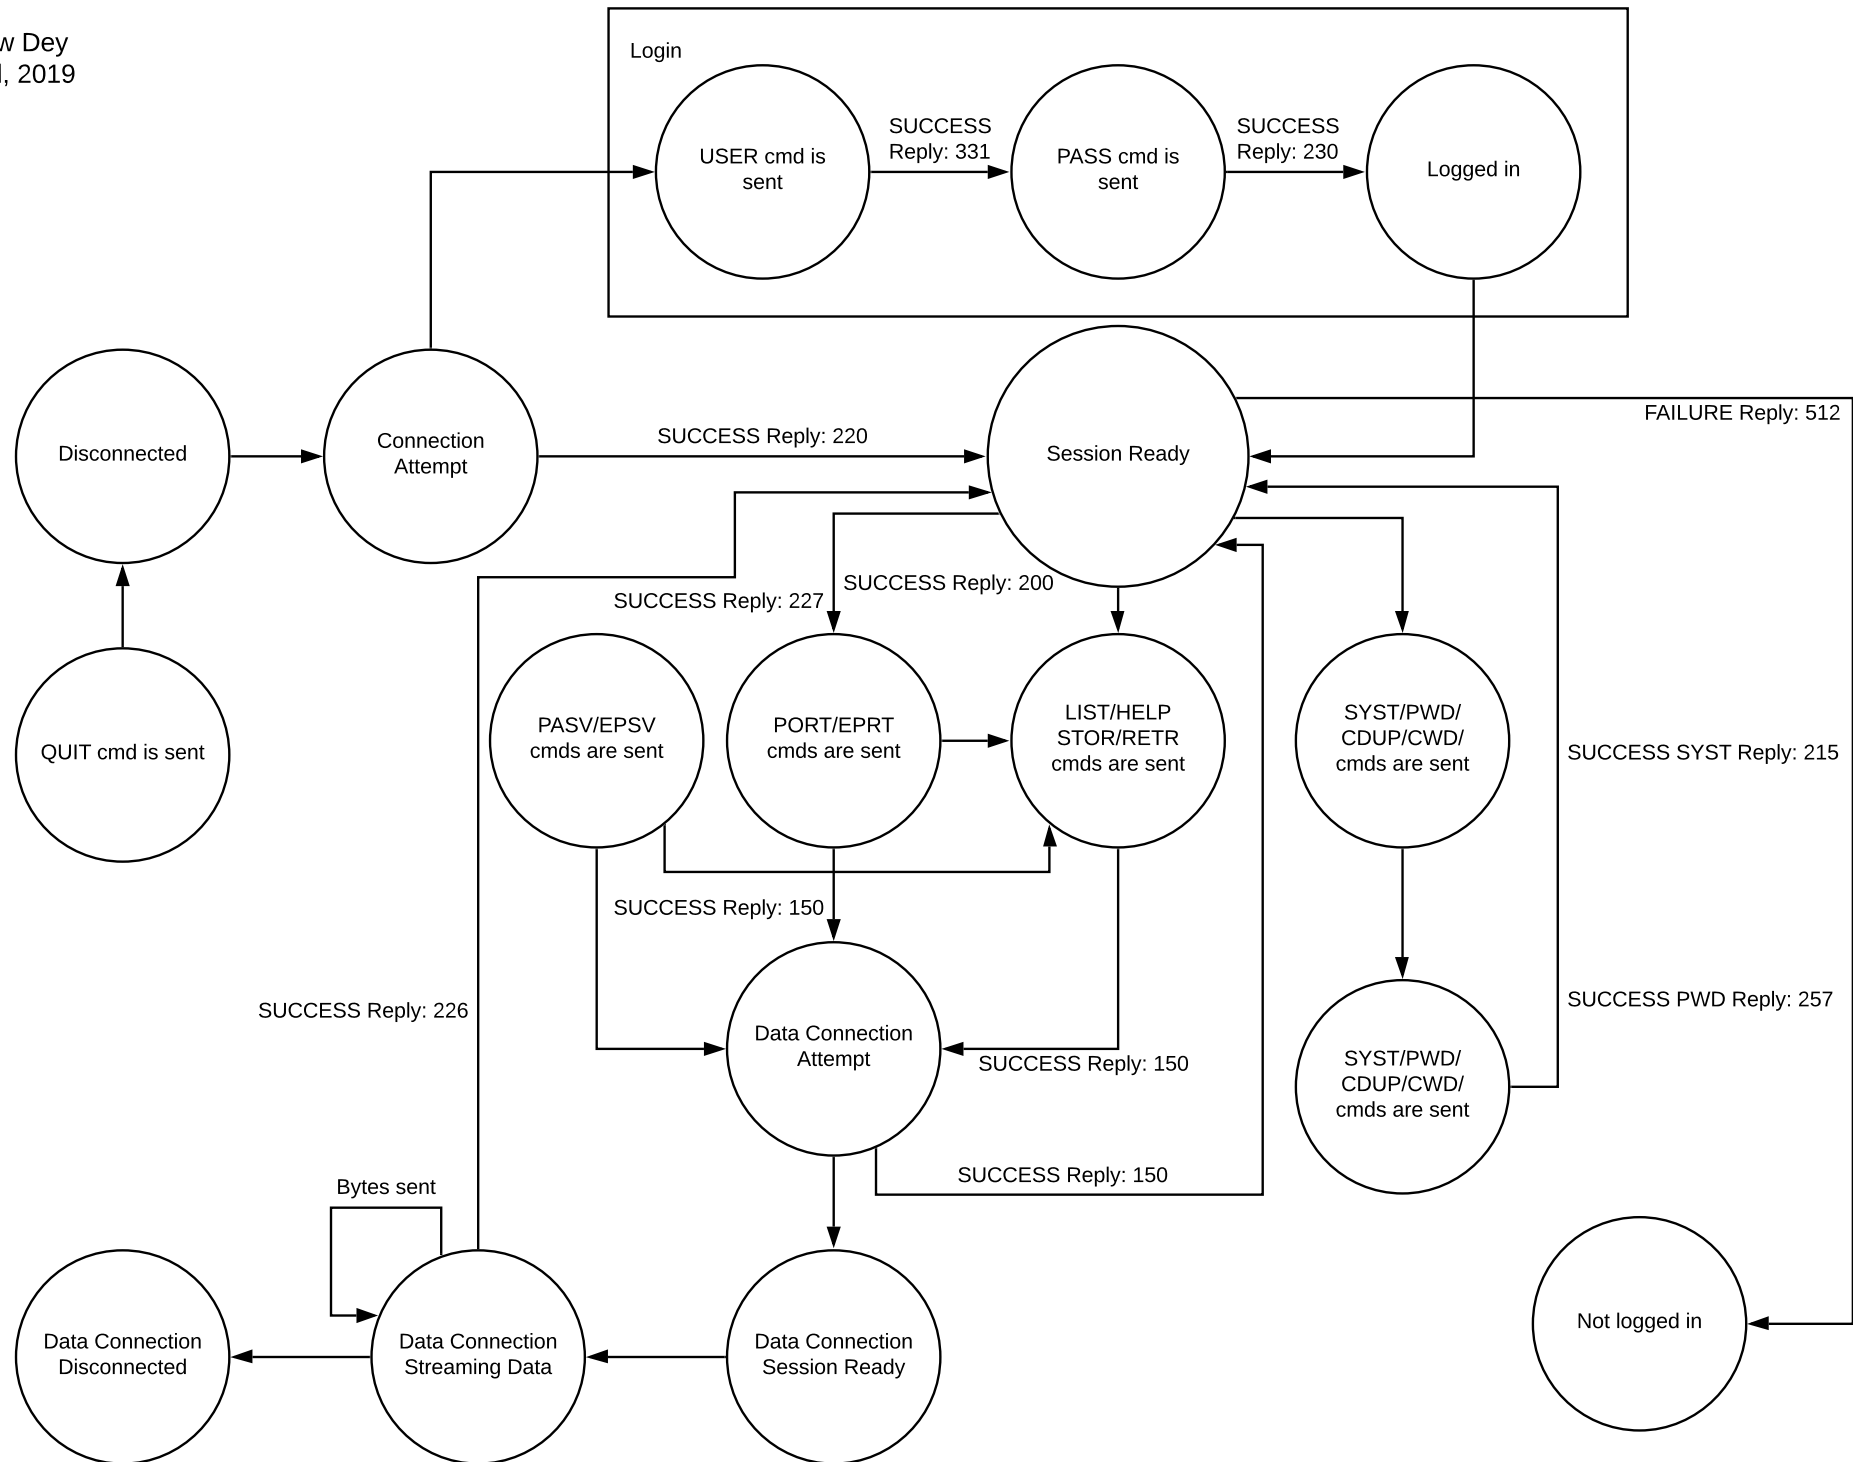 w Dey
, 2019
Login
USER cmd is
sent
SUCCESS
Reply: 331
PASS cmd is
sent
SUCCESS
Reply: 230
Logged in
Disconnected
Connection
Attempt
SUCCESS Reply: 220
Session Ready
FAILURE Reply: 512
SUCCESS Reply: 227
SUCCESS Reply: 200
QUIT cmd is sent
PASV/EPSV
cmds are sent
PORT/EPRT
cmds are sent
LIST/HELP
STOR/RETR
cmds are sent
SYST/PWD/
CDUP/CWD/
cmds are sent
SUCCESS SYST Reply: 215
SUCCESS Reply: 150
SUCCESS Reply: 226
Data Connection
Attempt
SUCCESS Reply: 150
SUCCESS PWD Reply: 257
SYST/PWD/
CDUP/CWD/
cmds are sent
SUCCESS Reply: 150
Bytes sent
Data Connection
Disconnected
Data Connection
Streaming Data
Data Connection
Session Ready
Not logged in